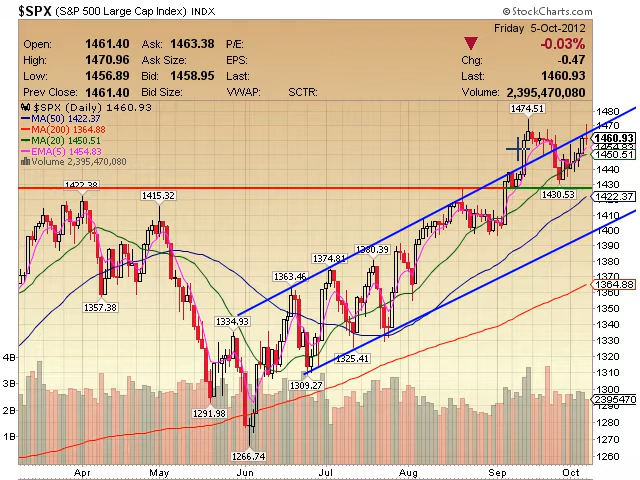 $SPX (S&P 500 Large Cap Index) INDX
© StockCharts.com
Friday 5-Oct-2012
Open: 1461.40 Ask: 1463.38 P/E: -0.03%
High: 1470.96 Ask Size: EPS: Chg: -0.47
Low: 1456.89 Bid: 1458.95 Last: Last: 1460.93
Prev Close: 1461.40 Bid Size: VWAP: SCTR: Volume: 2,395,470,080
$SPX (Daily) 1460.93
MA(50) 1422.37
MA(200) 1364.88
MA(20) 1450.51
EMA(5) 1454.83
Volume 2,395,470,080
1474.51
1422.38
1415.32
1430.53
1380.39
1374.81
1363.46
1357.38
1334.93
1325.41
1309.27
1291.98
1266.74
1480
1470
1460.93
1450.51
1440
1430
1422.37
1410
1400
1390
1380
1370
1364.88
1350
1340
1330
1320
1310
1300
1290
1280
1270
1260
2395470
4B
3B
2B
1B
Apr May Jun Jul Aug Sep Oct